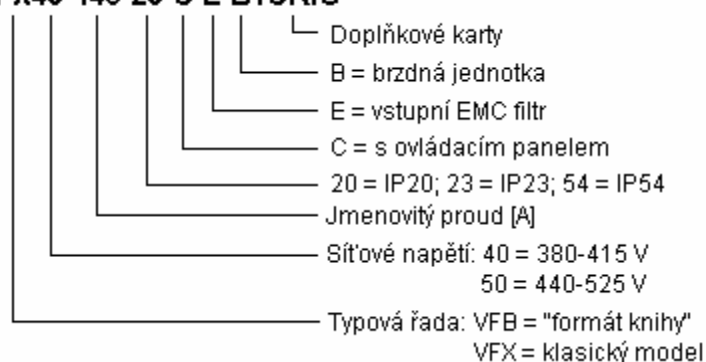 Doplňkové karty
B = brzdná jednotka
E = vstupní EMC filtr
C = s ovládacím panelem
20 = IP20; 23 = IP23; 54 = IP54
Jmenovitý proud [A]
Síťové napětí: 40 = 380-415 V
50 = 440-525 V
Typová řada: VFB = "formát knihy"
VFX = klasický model